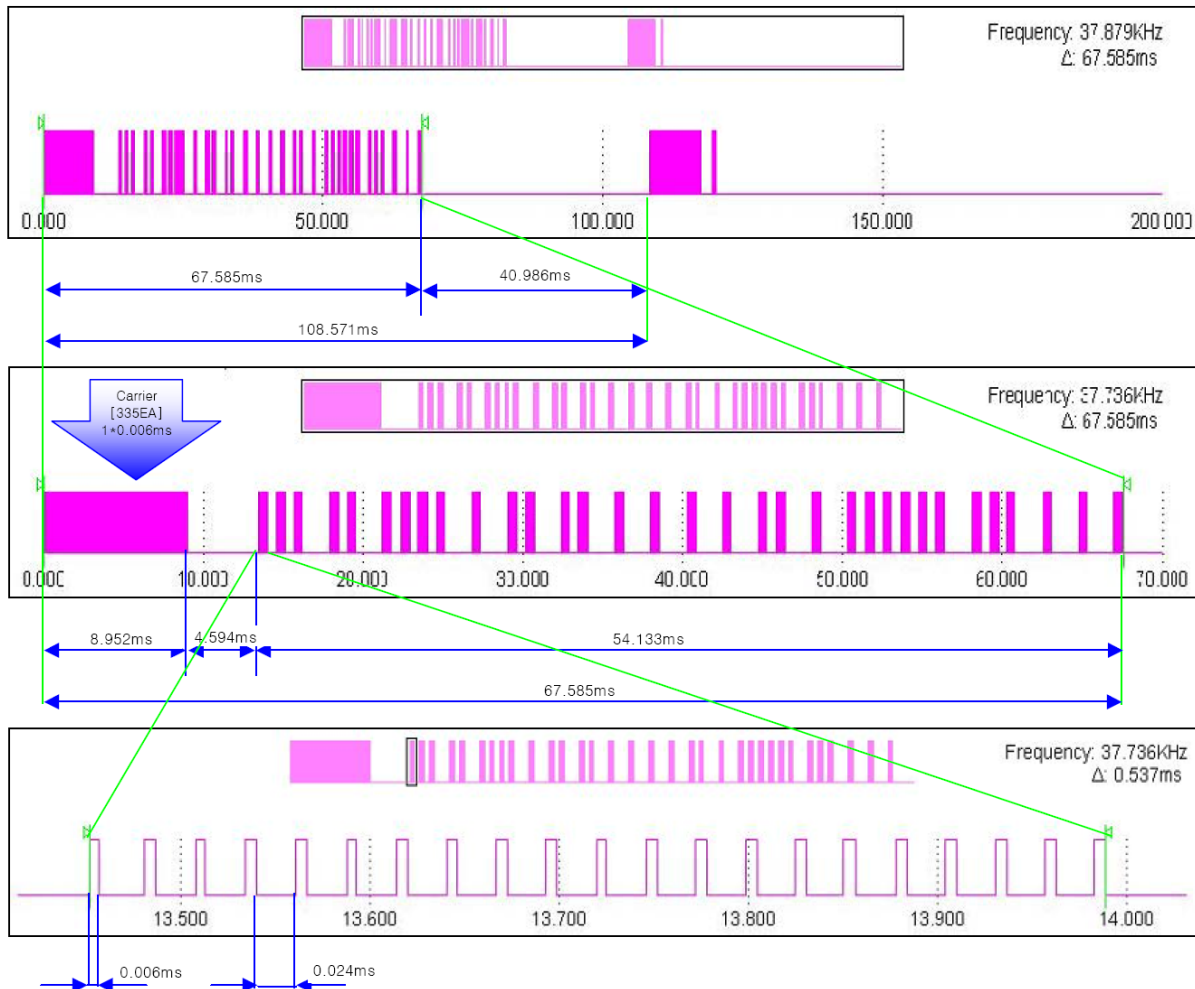 Frequency: 37.879KHz
Δ: 67.585ms
0.000 50.000 100.000 150.000 200.000
67.585ms 40.986ms
108.571ms
Carrier
[335EA]
1*0.006ms
Frequency: 37.736KHz
Δ: 67.585ms
0.000 10.000 20.000 30.000 40.000 50.000 60.000 70.000
8.952ms 4.594ms 54.133ms
67.585ms
Frequency: 37.736KHz
Δ: 0.537ms
13.500 13.600 13.700 13.800 13.900 14.000
0.006ms 0.024ms